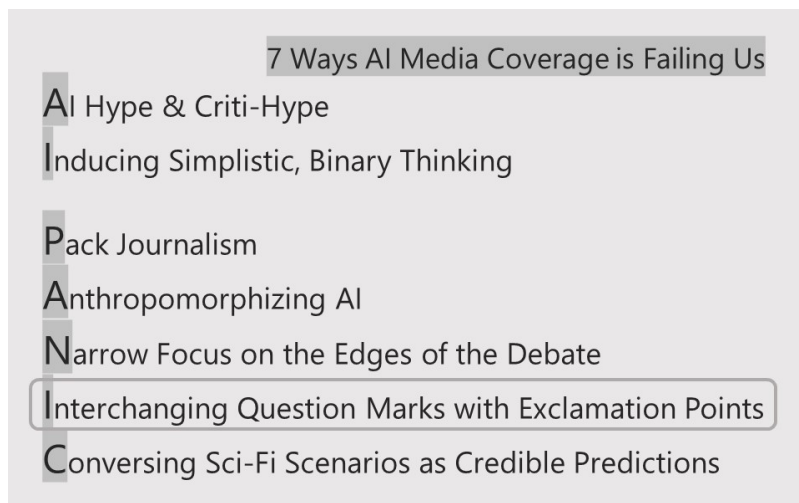 7 Ways AI Media Coverage is Failing Us
AI Hype & Criti-Hype
Inducing Simplistic, Binary Thinking
Pack Journalism
Anthropomorphizing AI
Narrow Focus on the Edges of the Debate
Interchanging Question Marks with Exclamation Points
Conversing Sci-Fi Scenarios as Credible Predictions